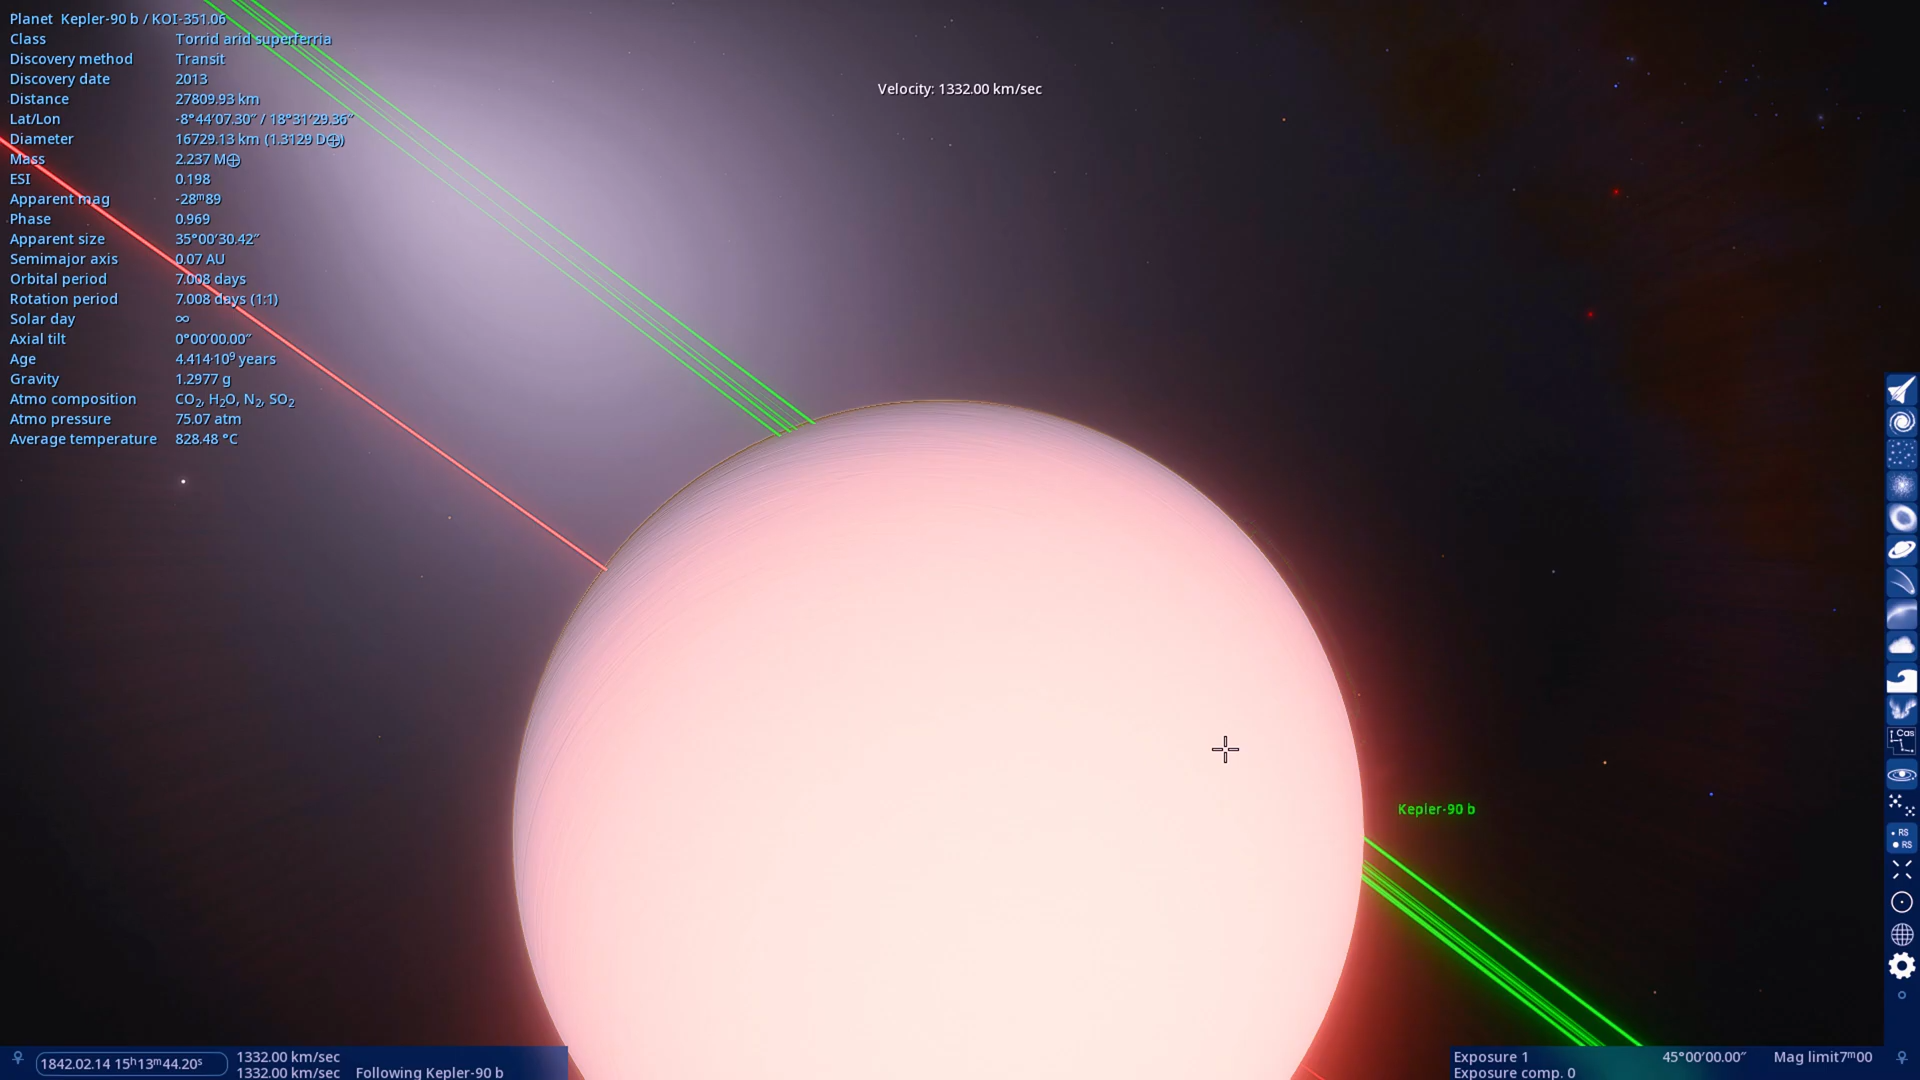 Planet Kepler-90 b / KOI-351.06
Class Torrid arid superferria
Discovery method Transit
Discovery date 2013
Distance 27809.93 km
Lat/Lon -8°44′07.30″ / 18°31′29.36″
Diameter 16729.13 km (1.3129 D⊕)
Mass 2.237 M⊕
ESI 0.198
Apparent mag -28ᵐ89
Phase 0.969
Apparent size 35°00′30.42″
Semimajor axis 0.07 AU
Orbital period 7.008 days
Rotation period 7.008 days (1:1)
Solar day ∞
Axial tilt 0°00′00.00″
Age 4.414·10⁹ years
Gravity 1.2977 g
Atmo composition CO₂, H₂O, N₂, SO₂
Atmo pressure 75.07 atm
Average temperature 828.48 °C
Velocity: 1332.00 km/sec
Cas
RS
RS
Kepler-90 b
1842.02.14 15ʰ13ᵐ44.20ˢ
1332.00 km/sec
1332.00 km/sec Following Kepler-90 b
Exposure 1 45°00′00.00″ Mag limit7ᵐ00
Exposure comp. 0